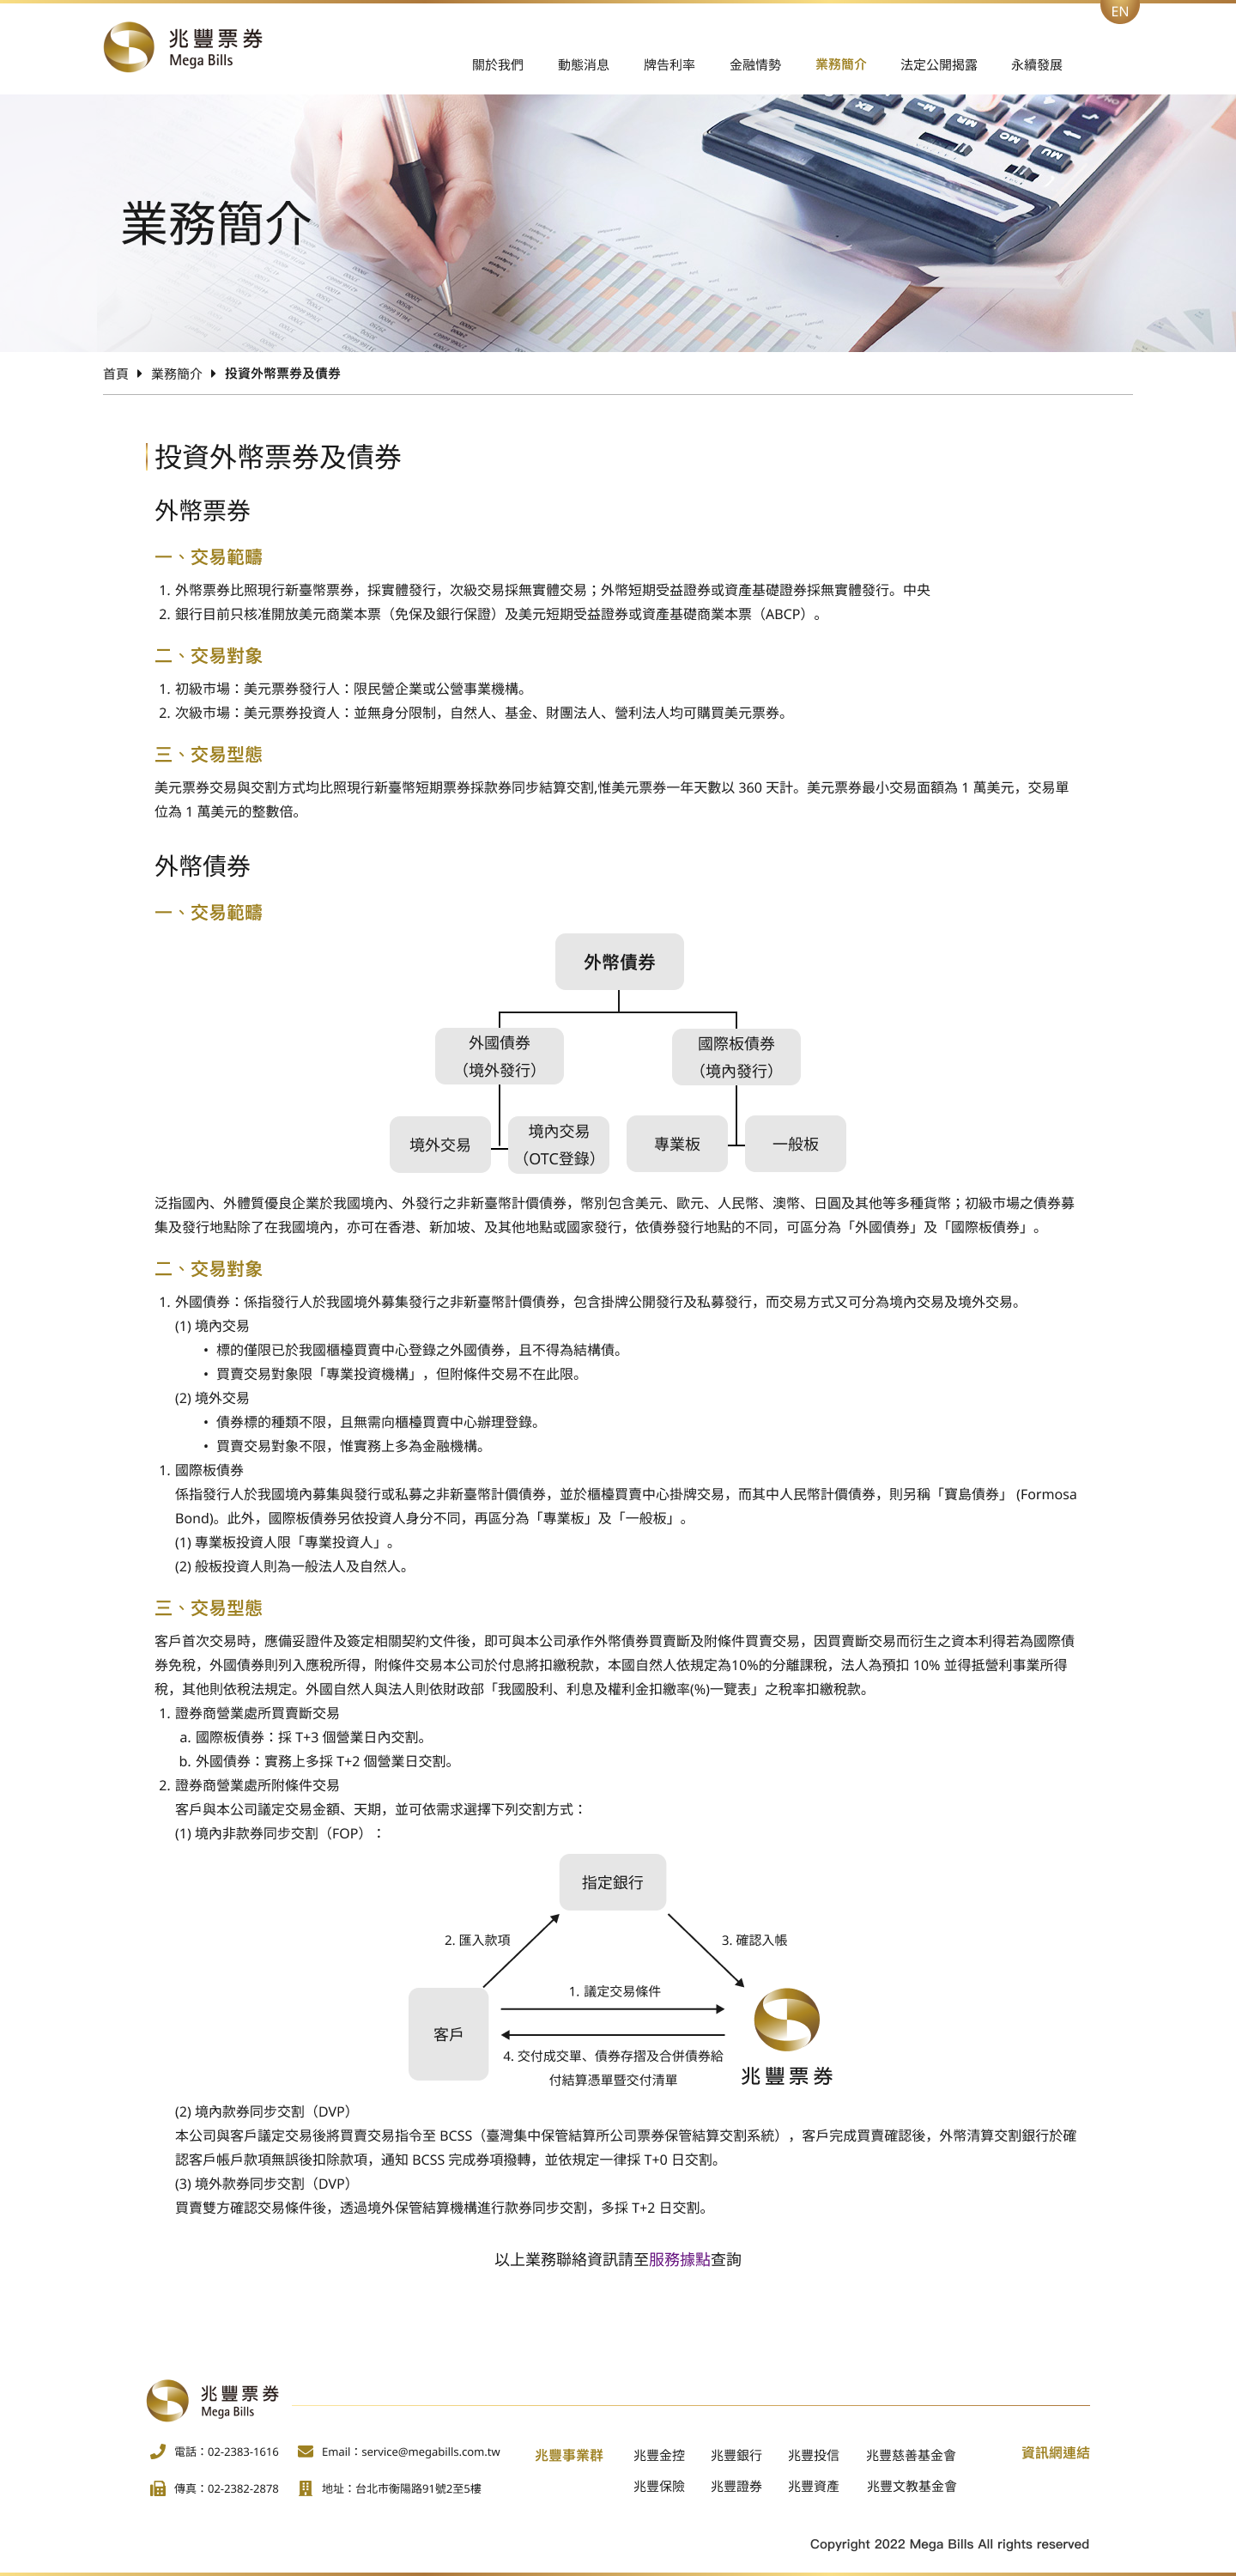 EN
兆豐票券
Mega Bills
關於我們 動態消息 牌告利率 金融情勢 業務簡介 法定公開揭露 永續發展
業務簡介
首頁 業務簡介 投資外幣票券及債券
投資外幣票券及債券
外幣票券
一、交易範疇
1. 外幣票券比照現行新臺幣票券，採實體發行，次級交易採無實體交易；外幣短期受益證券或資產基礎證券採無實體發行。中央
2. 銀行目前只核准開放美元商業本票（免保及銀行保證）及美元短期受益證券或資產基礎商業本票（ABCP）。
二、交易對象
1. 初級市場：美元票券發行人：限民營企業或公營事業機構。
2. 次級市場：美元票券投資人：並無身分限制，自然人、基金、財團法人、營利法人均可購買美元票券。
三、交易型態
美元票券交易與交割方式均比照現行新臺幣短期票券採款券同步結算交割,惟美元票券一年天數以 360 天計。美元票券最小交易面額為 1 萬美元，交易單
位為 1 萬美元的整數倍。
外幣債券
一、交易範疇
外幣債券
外國債券
（境外發行）
國際板債券
（境內發行）
境外交易
境內交易
（OTC登錄）
專業板
一般板
泛指國內、外體質優良企業於我國境內、外發行之非新臺幣計價債券，幣別包含美元、歐元、人民幣、澳幣、日圓及其他等多種貨幣；初級市場之債券募
集及發行地點除了在我國境內，亦可在香港、新加坡、及其他地點或國家發行，依債券發行地點的不同，可區分為「外國債券」及「國際板債券」。
二、交易對象
1. 外國債券：係指發行人於我國境外募集發行之非新臺幣計價債券，包含掛牌公開發行及私募發行，而交易方式又可分為境內交易及境外交易。
(1) 境內交易
• 標的僅限已於我國櫃檯買賣中心登錄之外國債券，且不得為結構債。
• 買賣交易對象限「專業投資機構」，但附條件交易不在此限。
(2) 境外交易
• 債券標的種類不限，且無需向櫃檯買賣中心辦理登錄。
• 買賣交易對象不限，惟實務上多為金融機構。
1. 國際板債券
係指發行人於我國境內募集與發行或私募之非新臺幣計價債券，並於櫃檯買賣中心掛牌交易，而其中人民幣計價債券，則另稱「寶島債券」 (Formosa
Bond)。此外，國際板債券另依投資人身分不同，再區分為「專業板」及「一般板」。
(1) 專業板投資人限「專業投資人」。
(2) 般板投資人則為一般法人及自然人。
三、交易型態
客戶首次交易時，應備妥證件及簽定相關契約文件後，即可與本公司承作外幣債券買賣斷及附條件買賣交易，因買賣斷交易而衍生之資本利得若為國際債
券免稅，外國債券則列入應稅所得，附條件交易本公司於付息將扣繳稅款，本國自然人依規定為10%的分離課稅，法人為預扣 10% 並得抵營利事業所得
稅，其他則依稅法規定。外國自然人與法人則依財政部「我國股利、利息及權利金扣繳率(%)一覽表」之稅率扣繳稅款。
1. 證券商營業處所買賣斷交易
a. 國際板債券：採 T+3 個營業日內交割。
b. 外國債券：實務上多採 T+2 個營業日交割。
2. 證券商營業處所附條件交易
客戶與本公司議定交易金額、天期，並可依需求選擇下列交割方式：
(1) 境內非款券同步交割（FOP）：
指定銀行
2. 匯入款項
3. 確認入帳
1. 議定交易條件
客戶
4. 交付成交單、債券存摺及合併債券給
付結算憑單暨交付清單
兆豐票券
(2) 境內款券同步交割（DVP）
本公司與客戶議定交易後將買賣交易指令至 BCSS（臺灣集中保管結算所公司票券保管結算交割系統），客戶完成買賣確認後，外幣清算交割銀行於確
認客戶帳戶款項無誤後扣除款項，通知 BCSS 完成券項撥轉，並依規定一律採 T+0 日交割。
(3) 境外款券同步交割（DVP）
買賣雙方確認交易條件後，透過境外保管結算機構進行款券同步交割，多採 T+2 日交割。
以上業務聯絡資訊請至服務據點查詢
兆豐票券
Mega Bills
電話：02-2383-1616 Email：service@megabills.com.tw 兆豐事業群 兆豐金控 兆豐銀行 兆豐投信 兆豐慈善基金會 資訊網連結
傳真：02-2382-2878 地址：台北市衡陽路91號2至5樓 兆豐保險 兆豐證券 兆豐資產 兆豐文教基金會
Copyright 2022 Mega Bills All rights reserved